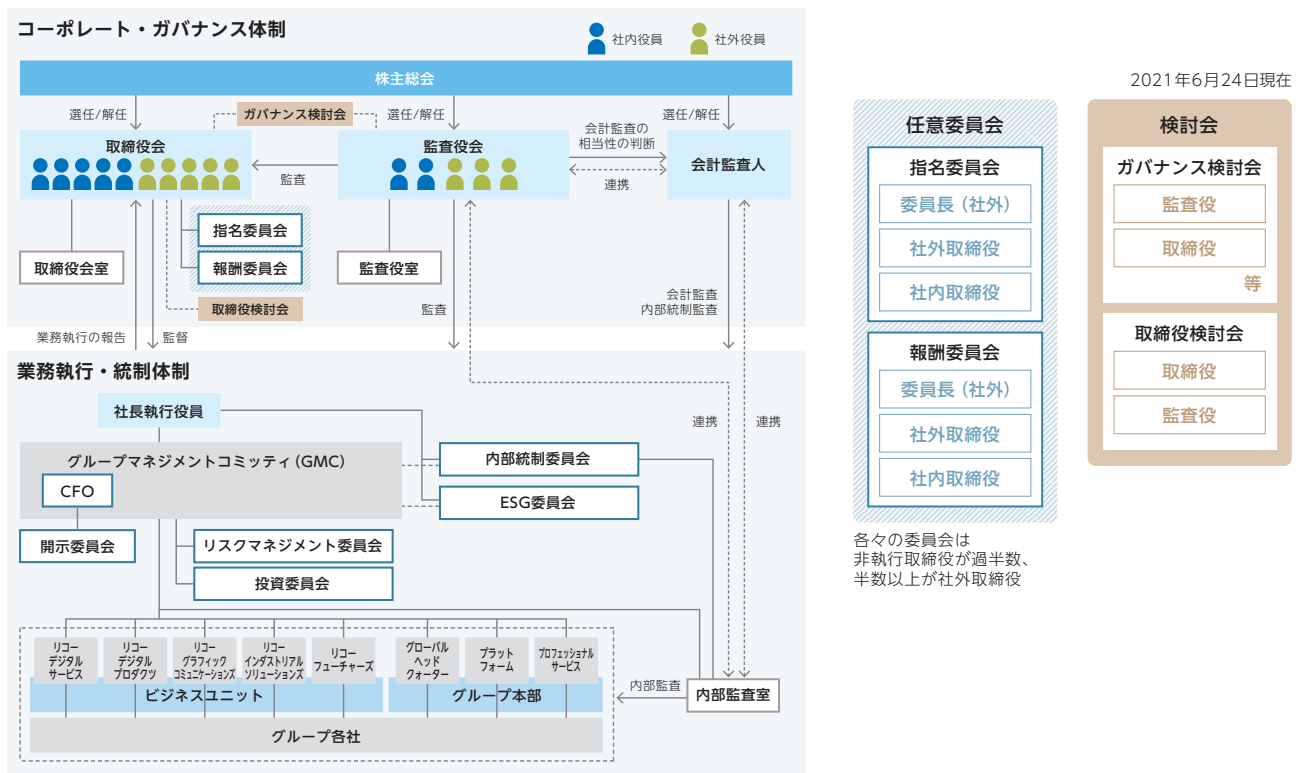 コーポレート・ガバナンス体制
社内役員
社外役員
株主総会
選任/解任
ガバナンス検討会
選任/解任
選任/解任
取締役会
監査
監査役会
会計監査の
相当性の判断
連携
会計監査人
取締役会室
指名委員会
報酬委員会
取締役検討会
監査役室
業務執行の報告
監督
監査
会計監査
内部統制監査
業務執行・統制体制
社長執行役員
グループマネジメントコミッティ(GMC)
CFO
開示委員会
内部統制委員会
ESG委員会
リスクマネジメント委員会
投資委員会
連携
連携
リコー
デジタル
サービス
リコー
デジタル
プロダクツ
リコー
グラフィック
コミュニケーションズ
リコー
インダストリアル
ソリューションズ
リコー
フューチャーズ
グローバル
ヘッド
クォーター
プラット
フォーム
プロフェッショナル
サービス
ビジネスユニット
グループ本部
内部監査
内部監査室
グループ各社
2021年6月24日現在
任意委員会
指名委員会
委員長(社外)
社外取締役
社内取締役
報酬委員会
委員長(社外)
社外取締役
社内取締役
各々の委員会は
非執行取締役が過半数、
半数以上が社外取締役
検討会
ガバナンス検討会
監査役
取締役
等
取締役検討会
取締役
監査役